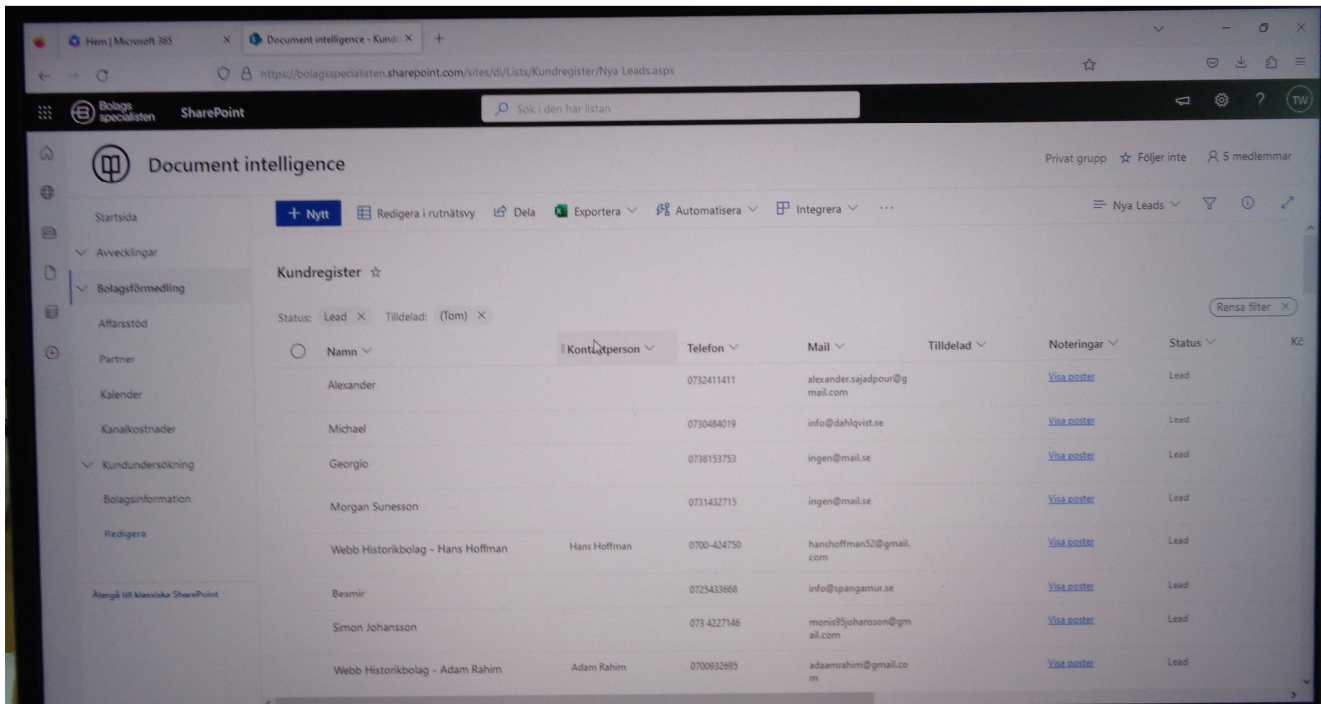 Hem | Microsoft 365
Document intelligence - Kund
https://bolagsspecialisten.sharepoint.com/sites/di/Lists/Kundregister/Nya Leads.aspx
Bolags
specialisten
SharePoint
Sök i den här listan
TW
Document intelligence
Privat grupp
Följer inte
5 medlemmar
Startsida
Avvecklingar
Bolagsförmedling
Affärsstöd
Partner
Kalender
Kanalkostnader
Kundundersökning
Bolagsinformation
Redigera
Återgå till klassiska SharePoint
+ Nytt
Redigera i rutnätsvy
Dela
Exportera
Automatisera
Integrera
...
Nya Leads
Kundregister
Status: Lead X Tilldelad: (Tom) X
Rensa filter X
Namn Kontaktperson Telefon Mail Tilldelad Noteringar Status
Alexander 0732411411 alexander.sajadpour@g Visa poster Lead
mail.com
Michael 0730484019 info@dahlqvist.se Visa poster Lead
Georgio 0736153753 ingen@mail.se Visa poster Lead
Morgan Sunesson 0731432715 ingen@mail.se Visa poster Lead
Webb Historikbolag - Hans Hoffman Hans Hoffman 0700-424750 hanshoffman52@gmail. Visa poster Lead
com
Besmir 0725433668 info@spangamur.se Visa poster Lead
Simon Johansson 073 4227146 monis95johansson@gm Visa poster Lead
ail.com
Webb Historikbolag - Adam Rahim Adam Rahim 0700932695 adaamrahim@gmail.co Visa poster Lead
m